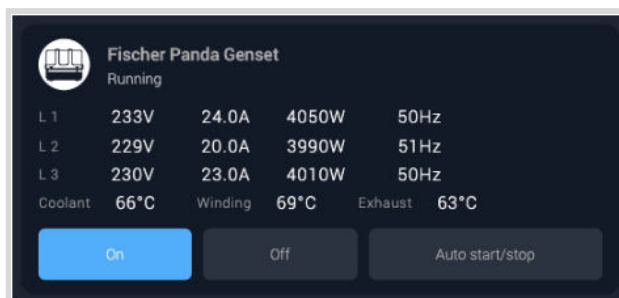 Fischer Panda Genset
Running
L 1 233V 24.0A 4050W 50Hz
L 2 229V 20.0A 3990W 51Hz
L 3 230V 23.0A 4010W 50Hz
Coolant 66°C Winding 69°C Exhaust 63°C
On Off Auto start/stop